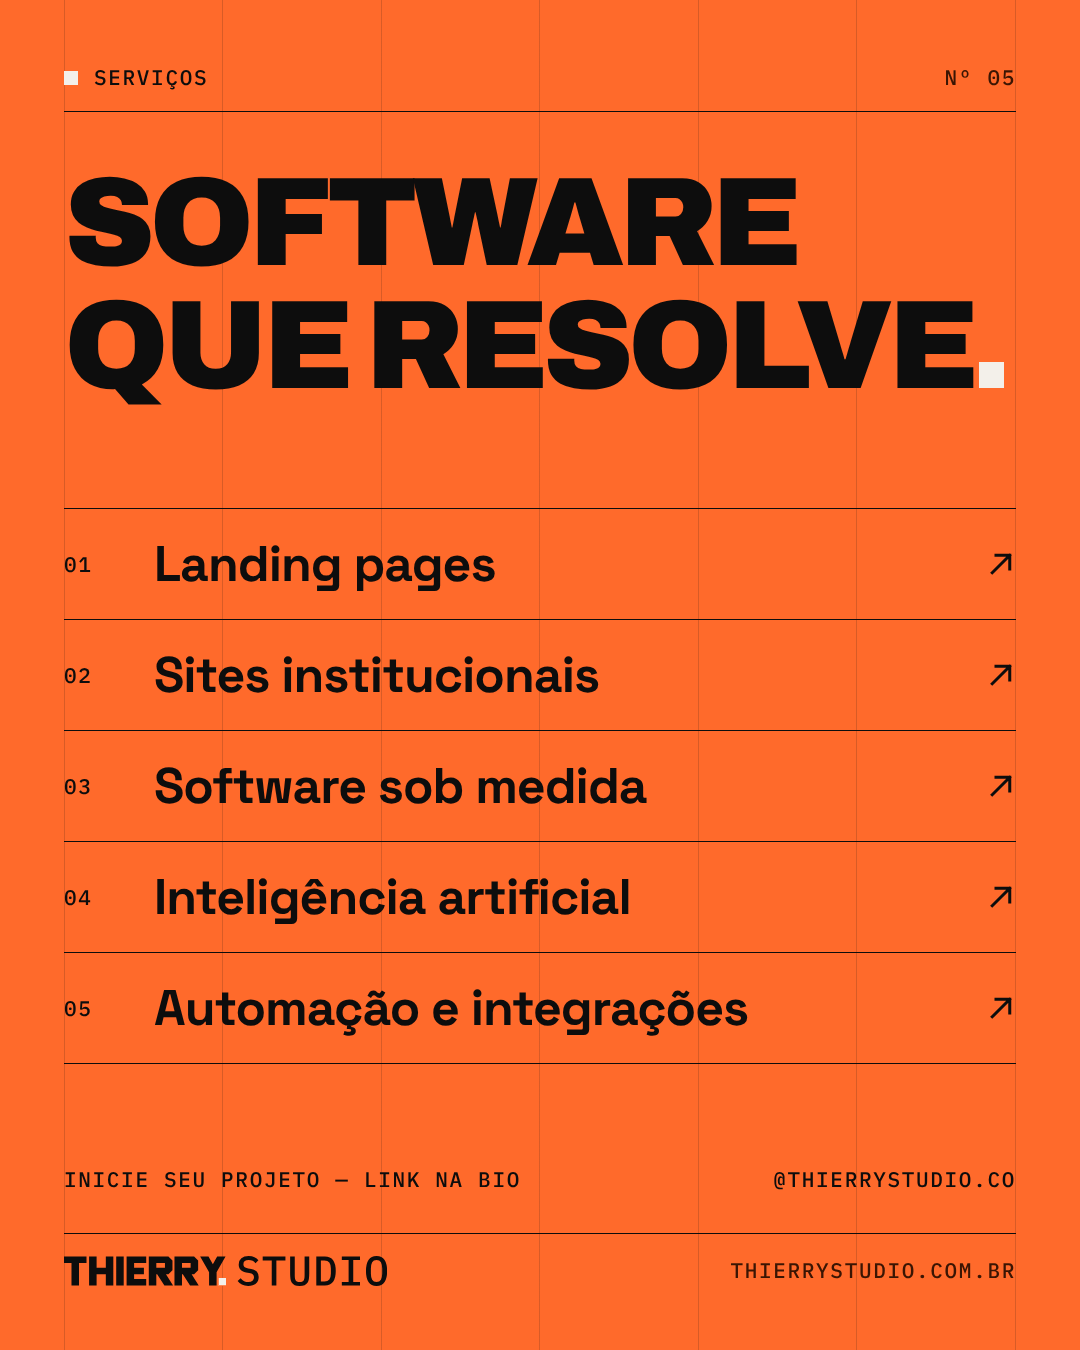 SERVIÇOS
Nº 05
SOFTWARE
QUE RESOLVE.
01 Landing pages
02 Sites institucionais
03 Software sob medida
04 Inteligência artificial
05 Automação e integrações
INICIE SEU PROJETO — LINK NA BIO
@THIERRYSTUDIO.CO
THIERRY. STUDIO
THIERRYSTUDIO.COM.BR